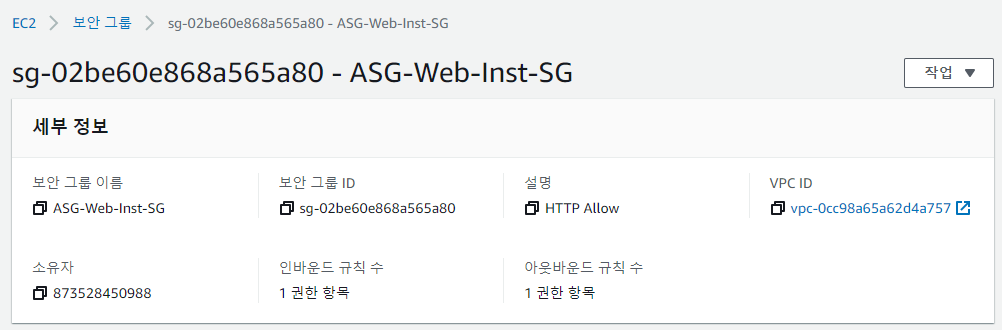 EC2 > 보안 그룹 > sg-02be60e868a565a80 - ASG-Web-Inst-SG
sg-02be60e868a565a80 - ASG-Web-Inst-SG
작업
세부 정보
보안 그룹 이름
ASG-Web-Inst-SG
보안 그룹 ID
sg-02be60e868a565a80
설명
HTTP Allow
VPC ID
vpc-0cc98a65a62d4a757
소유자
873528450988
인바운드 규칙 수
1 권한 항목
아웃바운드 규칙 수
1 권한 항목